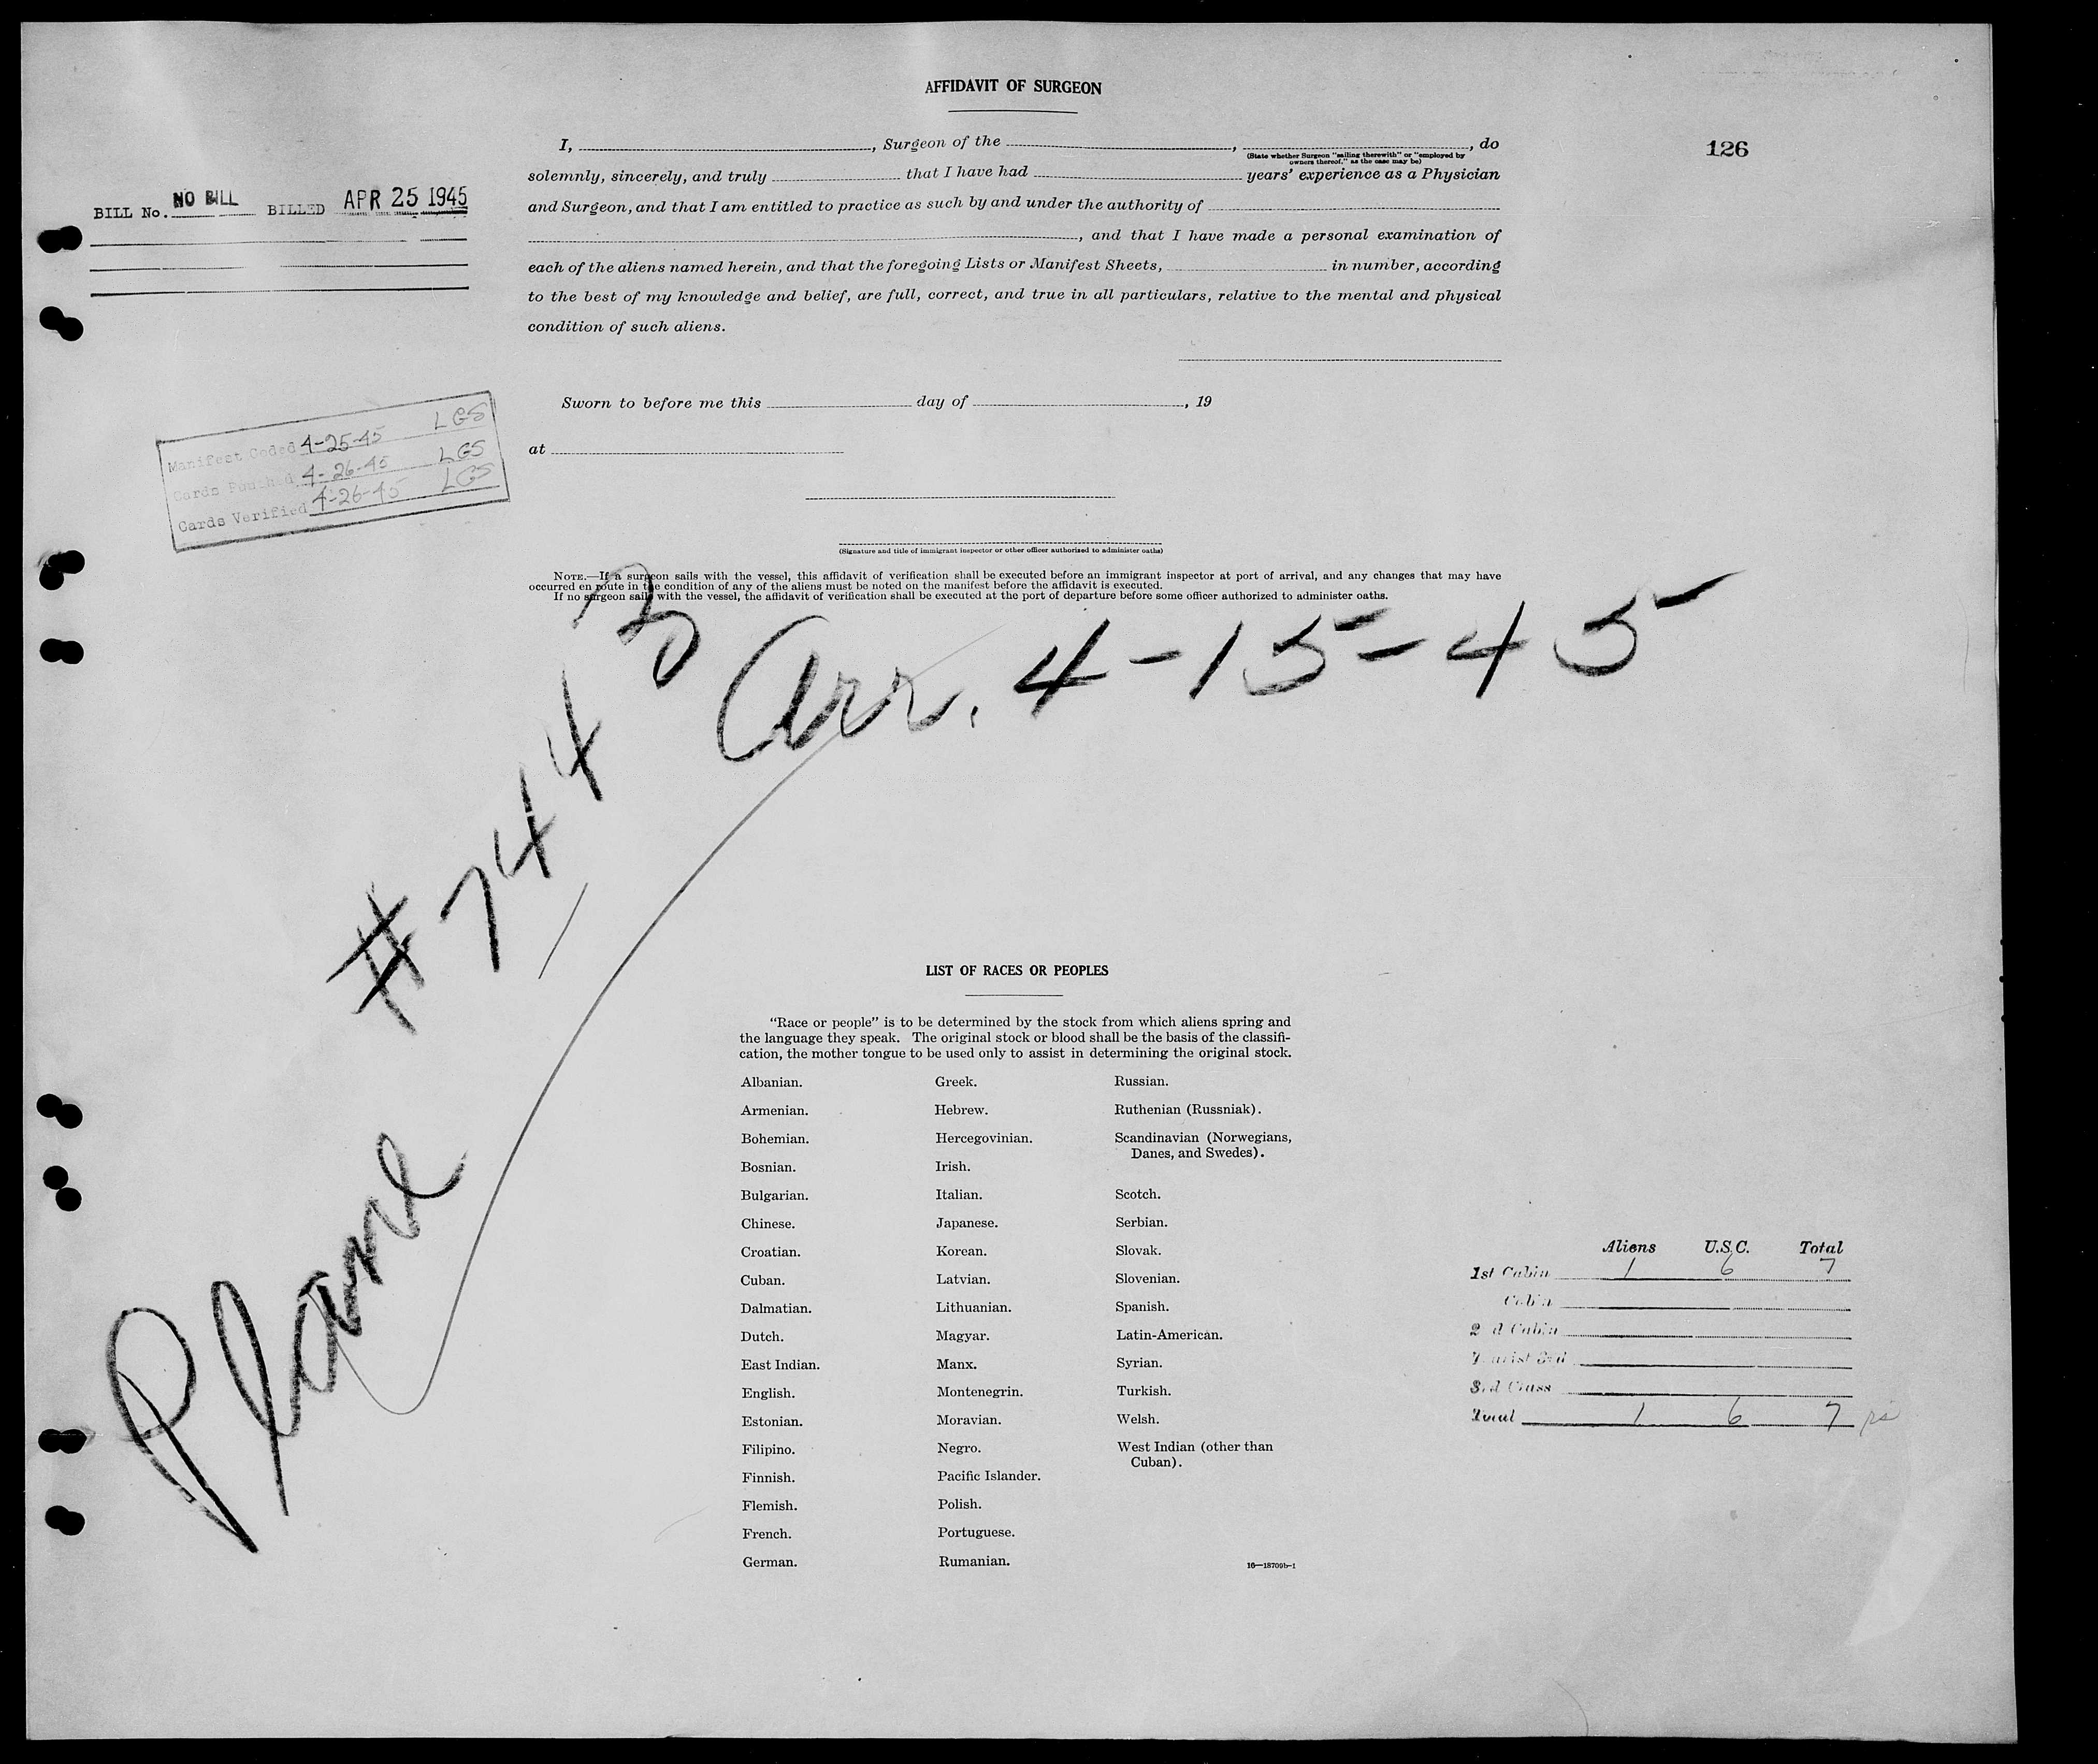 AFFIDAVIT OF SURGEON
126
I, , Surgeon of the , , do
(State whether Surgeon "sailing therewith" or "employed by
owners thereof," as the case may be)
solemnly, sincerely, and truly that I have had years' experience as a Physician
and Surgeon, and that I am entitled to practice as such by and under the authority of
, and that I have made a personal examination of
each of the aliens named herein, and that the foregoing Lists or Manifest Sheets, in number, according
to the best of my knowledge and belief, are full, correct, and true in all particulars, relative to the mental and physical
condition of such aliens.
BILL No. NO BILL BILLED APR 25 1945
Sworn to before me this day of , 19
at
Manifest Coded 4-25-45 LGS
Cards Punched 4-26-45 LGS
Cards Verified 4-26-45 LGS
(Signature and title of immigrant inspector or other officer authorized to administer oaths)
NOTE.—If a surgeon sails with the vessel, this affidavit of verification shall be executed before an immigrant inspector at port of arrival, and any changes that may have
occurred en route in the condition of any of the aliens must be noted on the manifest before the affidavit is executed.
If no surgeon sails with the vessel, the affidavit of verification shall be executed at the port of departure before some officer authorized to administer oaths.
Plane #7443
Arr. 4-15-45
LIST OF RACES OR PEOPLES
"Race or people" is to be determined by the stock from which aliens spring and
the language they speak. The original stock or blood shall be the basis of the classifi-
cation, the mother tongue to be used only to assist in determining the original stock.
Albanian.
Armenian.
Bohemian.
Bosnian.
Bulgarian.
Chinese.
Croatian.
Cuban.
Dalmatian.
Dutch.
East Indian.
English.
Estonian.
Filipino.
Finnish.
Flemish.
French.
German.
Greek.
Hebrew.
Hercegovinian.
Irish.
Italian.
Japanese.
Korean.
Latvian.
Lithuanian.
Magyar.
Manx.
Montenegrin.
Moravian.
Negro.
Pacific Islander.
Polish.
Portuguese.
Rumanian.
Russian.
Ruthenian (Russniak).
Scandinavian (Norwegians,
Danes, and Swedes).
Scotch.
Serbian.
Slovak.
Slovenian.
Spanish.
Latin-American.
Syrian.
Turkish.
Welsh.
West Indian (other than
Cuban).
16—18709b-1
Aliens U.S.C. Total
1st Cabin 1 6 7
Cabin
2nd Cabin
Tourist 3rd
3rd Class
Total 1 6 7